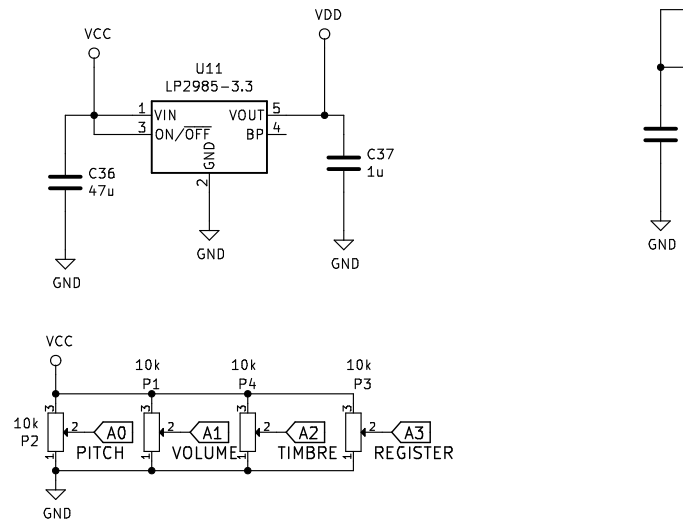 VCC
VDD
U11
LP2985-3.3
1 VIN VOUT 5
3 ON/OFF BP 4
GND
2
C36
47u
C37
1u
GND
GND
GND
GND
VCC
10k
P1
10k
P4
10k
P3
10k
P2
3
2
1
A0
PITCH
3
2
1
A1
VOLUME
3
2
1
A2
TIMBRE
3
2
1
A3
REGISTER
GND